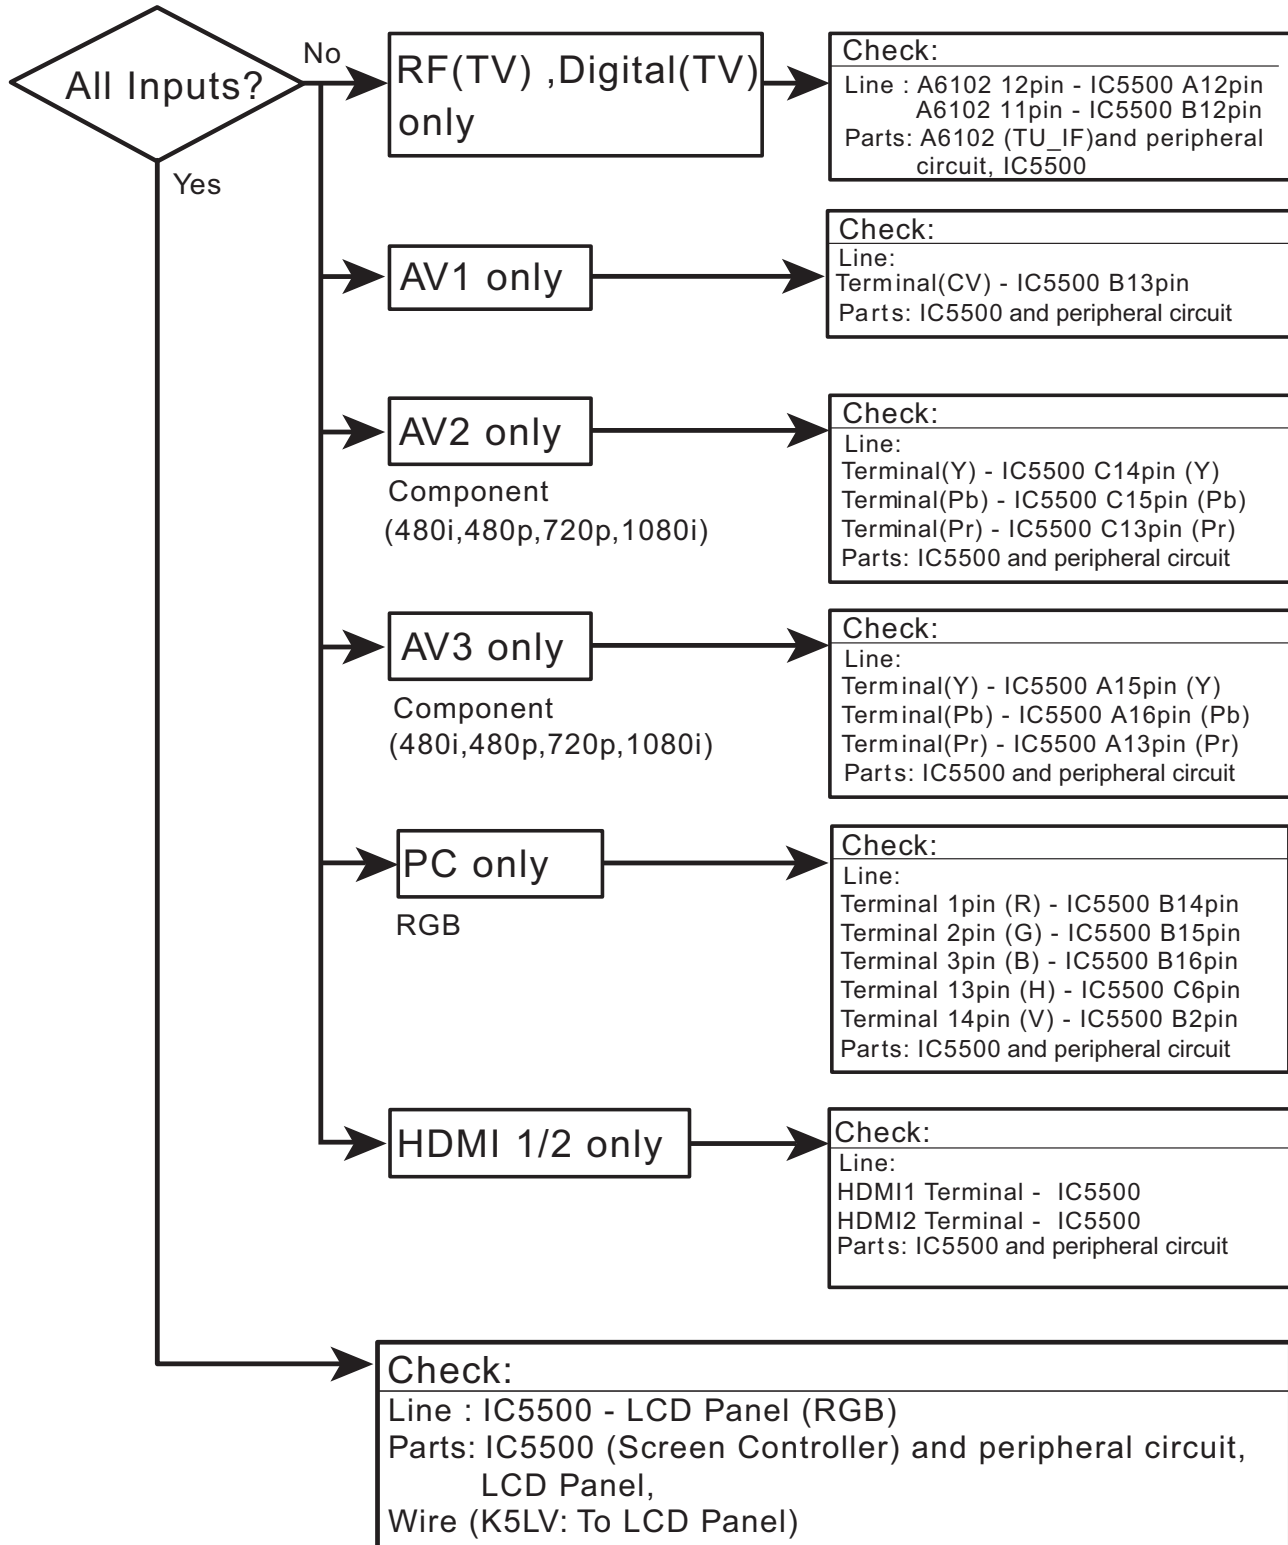 All Inputs?
No
Yes
RF(TV) ,Digital(TV)
only
Check:
Line : A6102 12pin - IC5500 A12pin
A6102 11pin - IC5500 B12pin
Parts: A6102 (TU_IF)and peripheral
circuit, IC5500
AV1 only
Check:
Line:
Terminal(CV) - IC5500 B13pin
Parts: IC5500 and peripheral circuit
AV2 only
Component
(480i,480p,720p,1080i)
Check:
Line:
Terminal(Y) - IC5500 C14pin (Y)
Terminal(Pb) - IC5500 C15pin (Pb)
Terminal(Pr) - IC5500 C13pin (Pr)
Parts: IC5500 and peripheral circuit
AV3 only
Component
(480i,480p,720p,1080i)
Check:
Line:
Terminal(Y) - IC5500 A15pin (Y)
Terminal(Pb) - IC5500 A16pin (Pb)
Terminal(Pr) - IC5500 A13pin (Pr)
Parts: IC5500 and peripheral circuit
PC only
RGB
Check:
Line:
Terminal 1pin (R) - IC5500 B14pin
Terminal 2pin (G) - IC5500 B15pin
Terminal 3pin (B) - IC5500 B16pin
Terminal 13pin (H) - IC5500 C6pin
Terminal 14pin (V) - IC5500 B2pin
Parts: IC5500 and peripheral circuit
HDMI 1/2 only
Check:
Line:
HDMI1 Terminal - IC5500
HDMI2 Terminal - IC5500
Parts: IC5500 and peripheral circuit
Check:
Line : IC5500 - LCD Panel (RGB)
Parts: IC5500 (Screen Controller) and peripheral circuit,
LCD Panel,
Wire (K5LV: To LCD Panel)